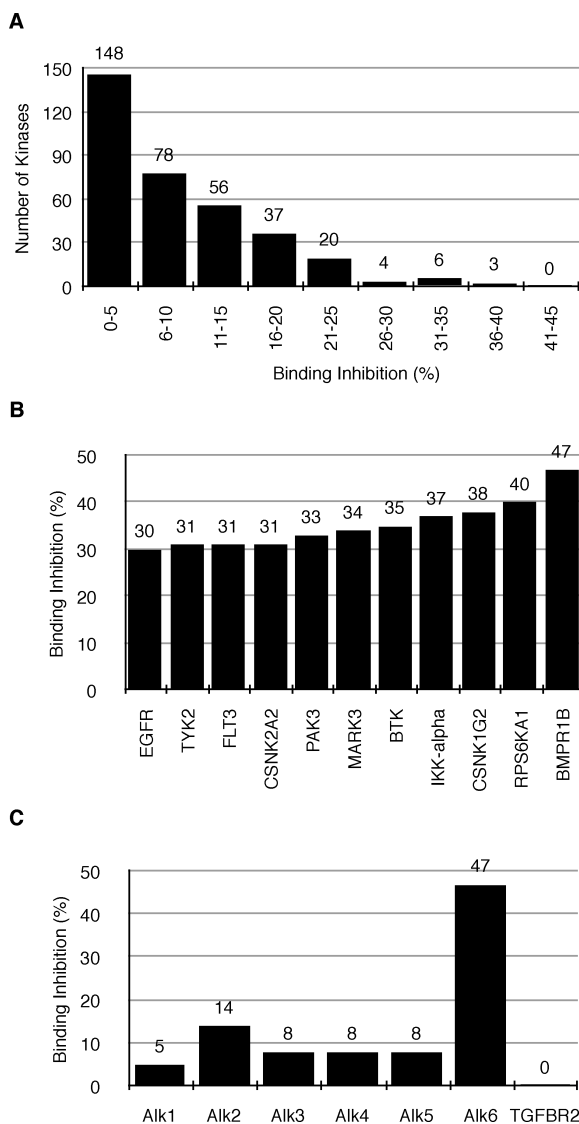 A
148
150
120
90
60
30
0
78
56
37
20
4
6
3
0
Number of Kinases
0-5
6-10
11-15
16-20
21-25
26-30
31-35
36-40
41-45
Binding Inhibition (%)
B
50
40
30
20
10
0
Binding Inhibition (%)
30
31
31
31
33
34
35
37
38
40
47
EGFR
TYK2
FLT3
CSNK2A2
PAK3
MARK3
BTK
IKK-alpha
CSNK1G2
RPS6KA1
BMPR1B
C
50
40
30
20
10
0
Binding Inhibition (%)
5
14
8
8
8
47
0
Alk1
Alk2
Alk3
Alk4
Alk5
Alk6
TGFBR2